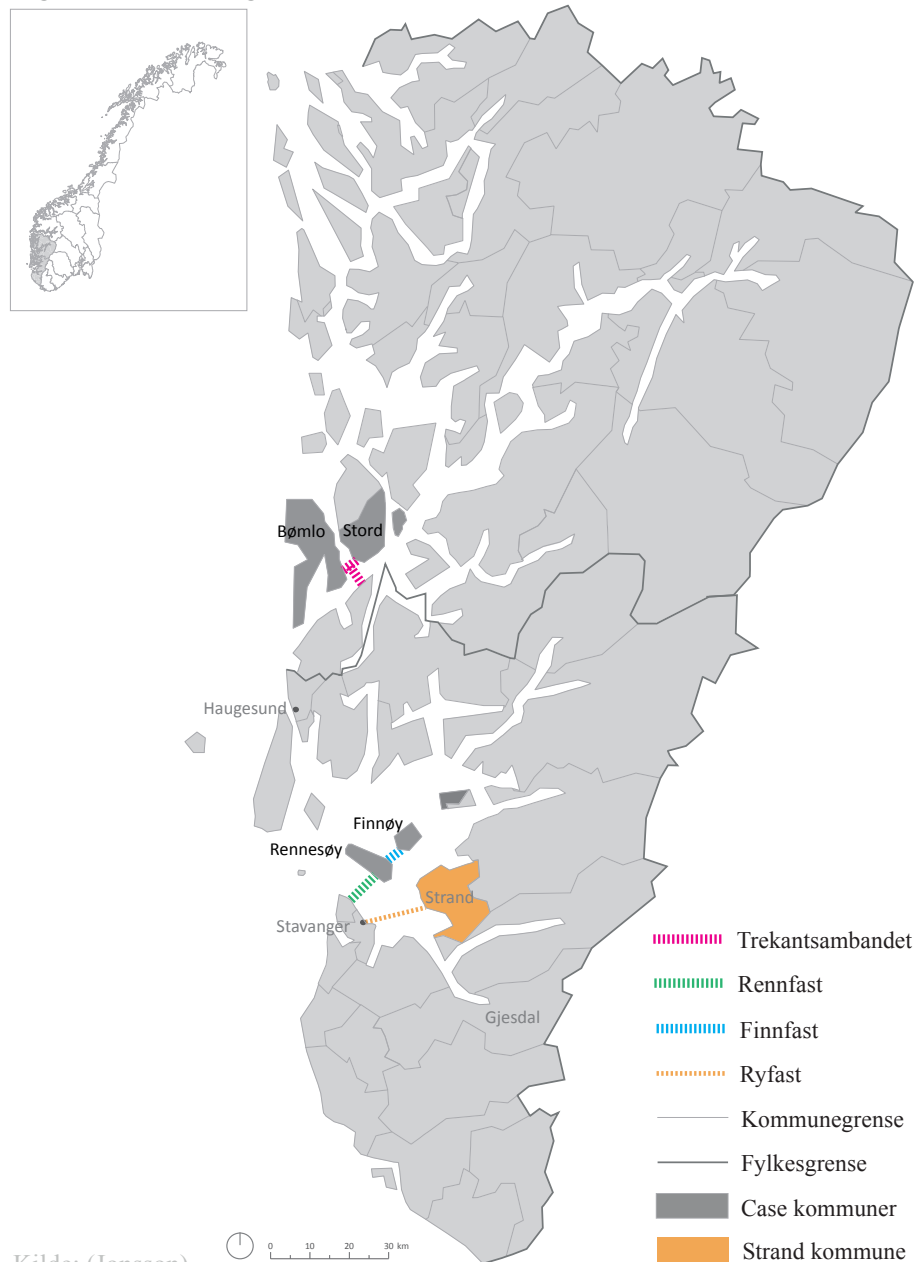 Bømlo
Stord
Haugesund
Finnøy
Rennesøy
Strand
Stavanger
Gjesdal
Trekantsambandet
Rennfast
Finnfast
Ryfast
Kommunegrense
Fylkesgrense
Case kommuner
Strand kommune
0 10 20 30 km
Kilde: